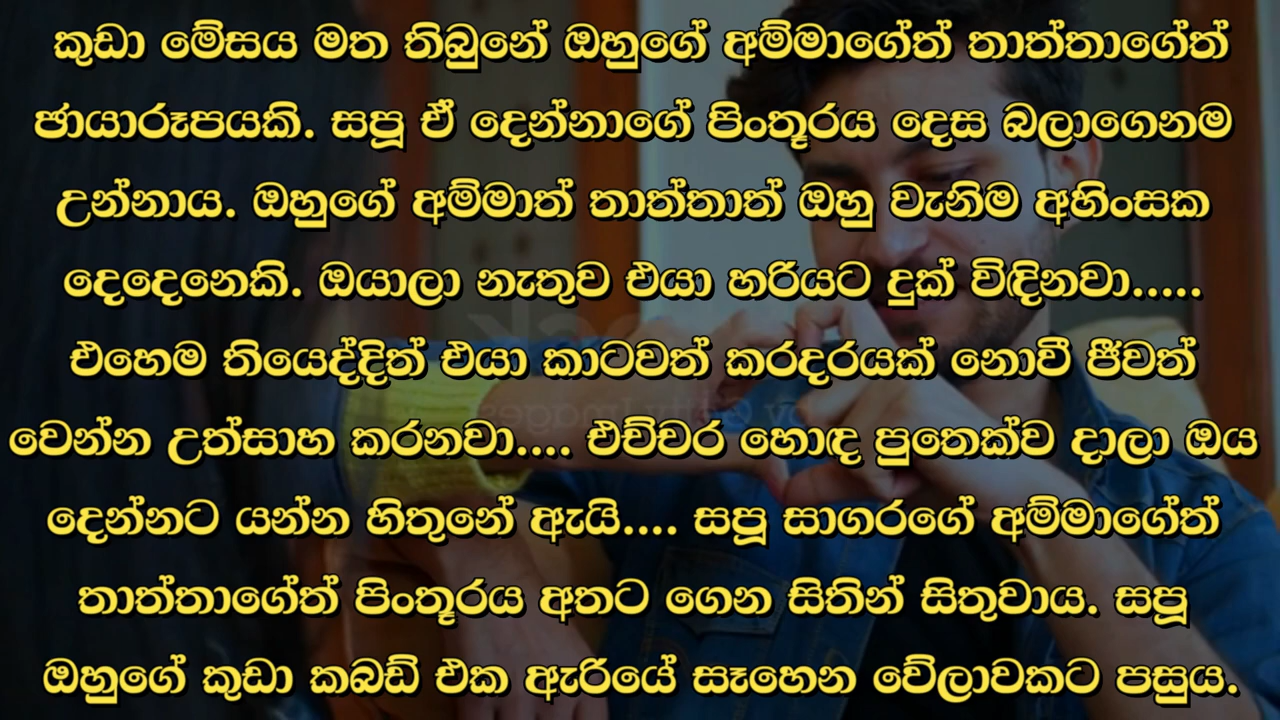 කුඩා මේසය මත තිබුනේ ඔහුගේ අම්මාගේත් තාත්තාගේත්
ඡායාරූපයකි. සපූ ඒ දෙන්නාගේ පිංතූරය දෙස බලාගෙනම
උන්නාය. ඔහුගේ අම්මාත් තාත්තාත් ඔහු වැනිම අහිංසක
දෙදෙනෙකි. ඔයාලා නැතුව එයා හරියට දුක් විඳිනවා.....
එහෙම තියෙද්දිත් එයා කාටවත් කරදරයක් නොවී ජීවත්
වෙන්න උත්සාහ කරනවා.... එච්චර හොඳ පුතෙක්ව දාලා ඔය
දෙන්නට යන්න හිතුනේ ඇයි.... සපූ සාගරගේ අම්මාගේත්
තාත්තාගේත් පිංතූරය අතට ගෙන සිතින් සිතුවාය. සපූ
ඔහුගේ කුඩා කබඩ් එක ඇරියේ සෑහෙන වේලාවකට පසුය.